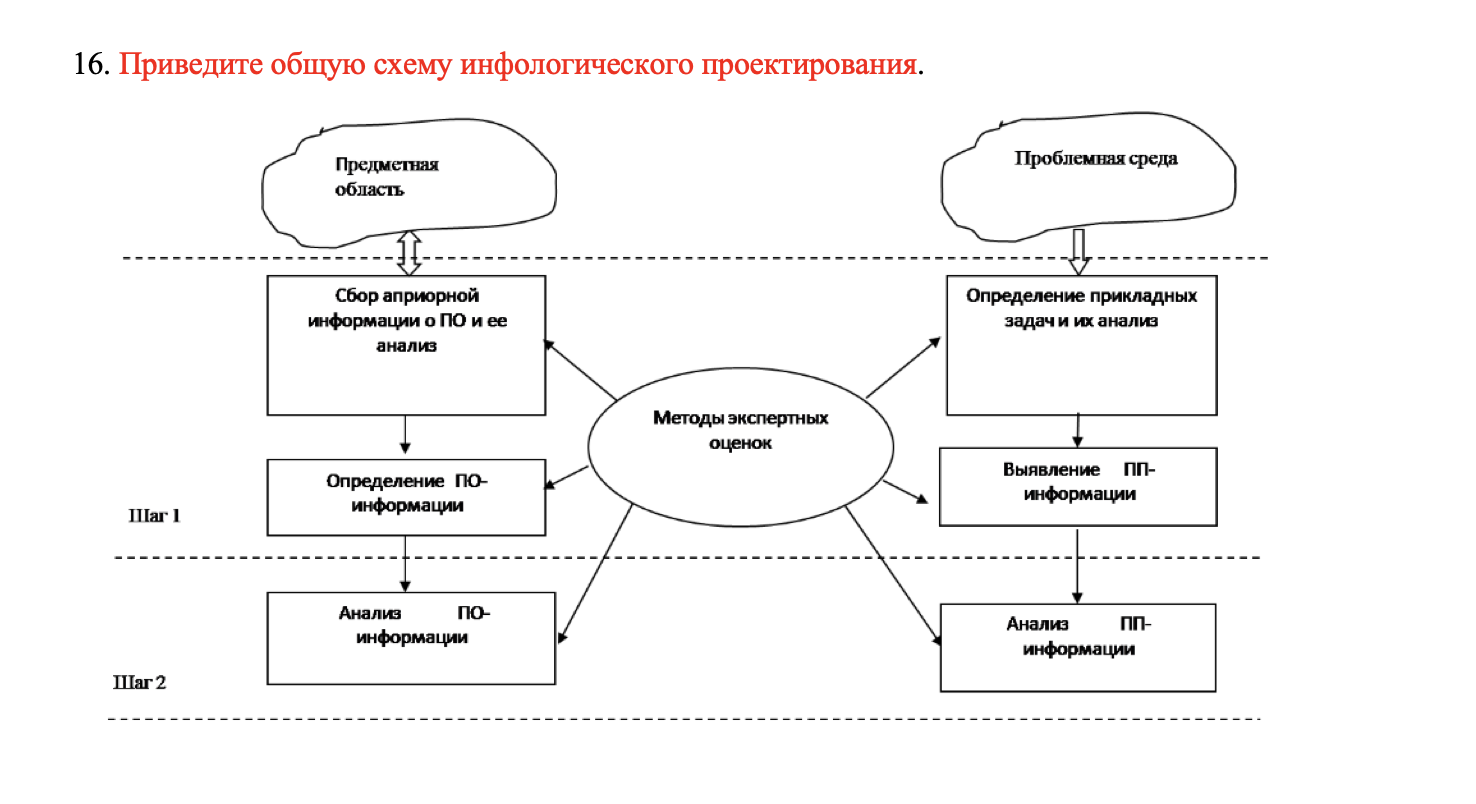 16. Приведите общую схему инфологического проектирования.
Предметная
область
Проблемная среда
Сбор априорной
информации о ПО и ее
анализ
Определение прикладных
задач и их анализ
Методы экспертных
оценок
Определение ПО-
информации
Выявление ПП-
информации
Шаг 1
Анализ ПО-
информации
Анализ ПП-
информации
Шаг 2